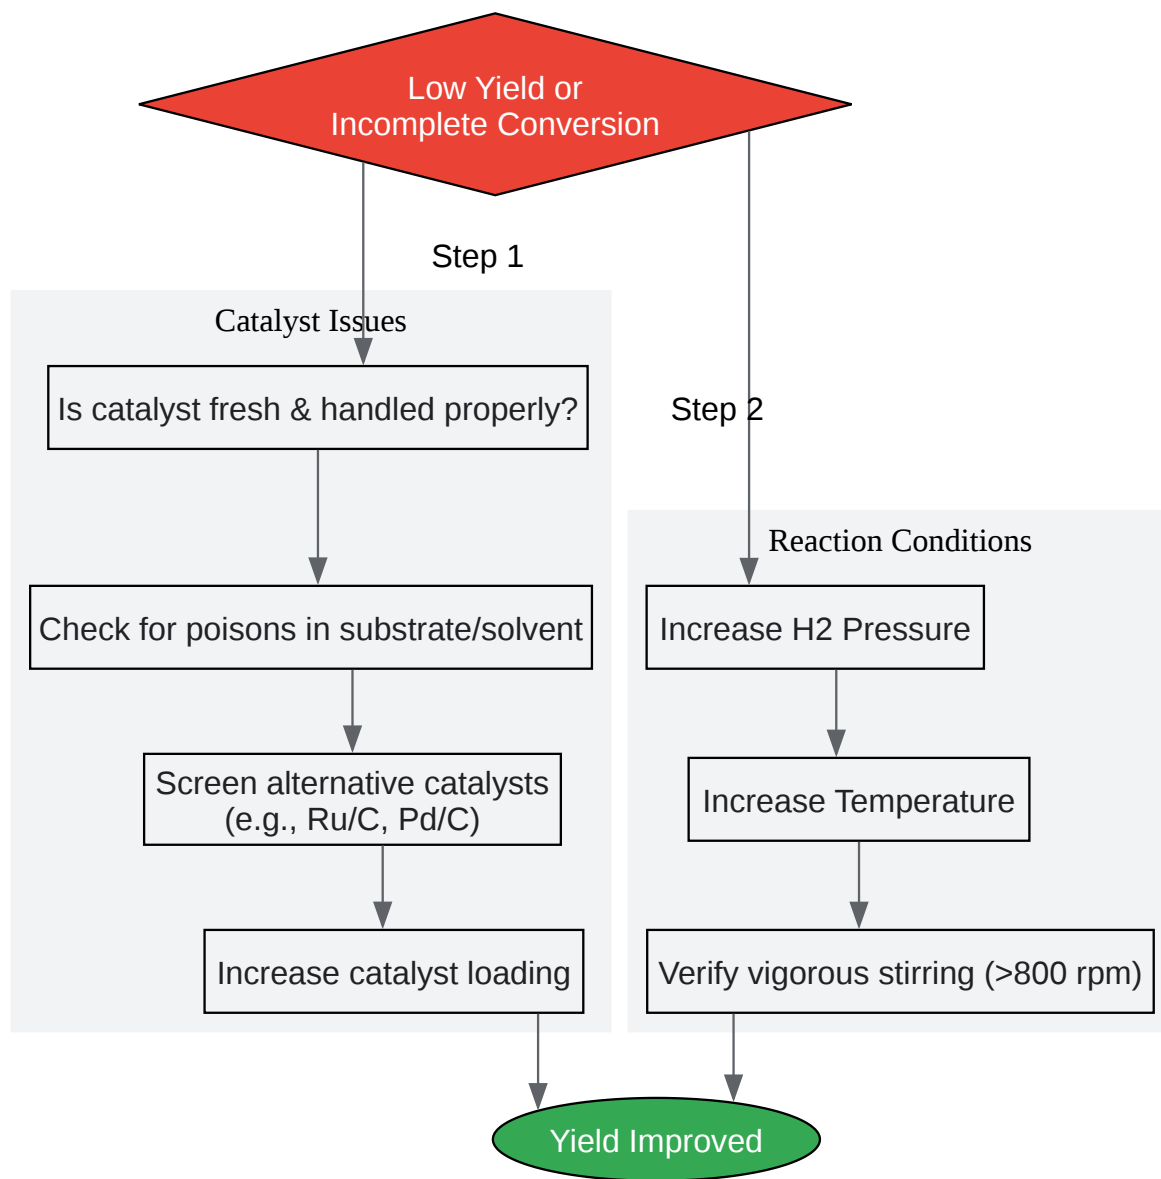 Low Yield or
Incomplete Conversion
Step 1
Catalyst Issues
Is catalyst fresh & handled properly?
Check for poisons in substrate/solvent
Screen alternative catalysts
(e.g., Ru/C, Pd/C)
Increase catalyst loading
Step 2
Reaction Conditions
Increase H2 Pressure
Increase Temperature
Verify vigorous stirring (>800 rpm)
Yield Improved